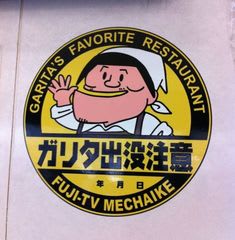 GARITA'S FAVORITE RESTAURANT
ガリタ出没注意
年 月 日
FUJI-TV MECHAIKE